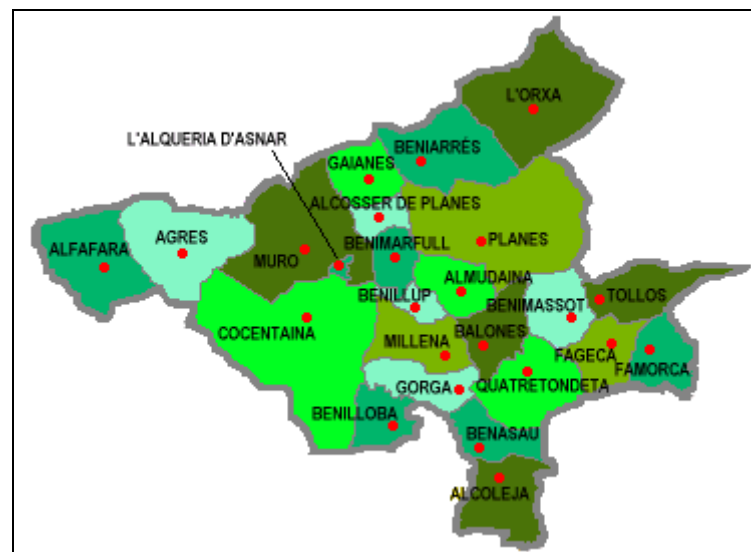 L'ORXA
L'ALQUERIA D'ASNAR
BENIARRÉS
GAIANES
ALCOSSER DE PLANES
AGRES
ALFAFARA
MURO
BENIMARFULL
PLANES
ALMUDAINA
BENILLUP
BENIMASSOT
TOLLOS
COCENTAINA
MILLENA
BALONES
FAGECA
FAMORCA
GORGA
QUATRETONDETA
BENILLOBA
BENASAU
ALCOLEJA